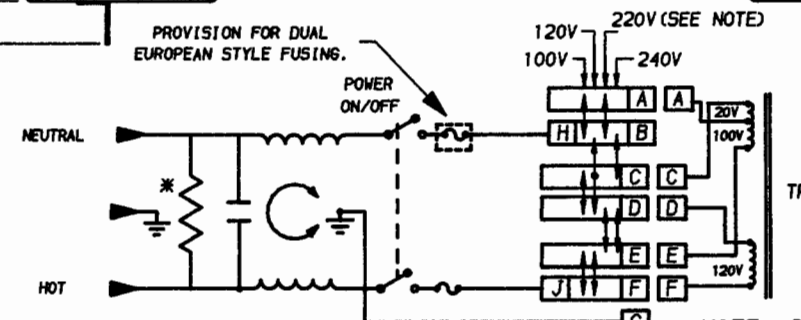 PROVISION FOR DUAL
EUROPEAN STYLE FUSING.
120V
220V (SEE NOTE)
100V
240V
POWER
ON/OFF
A
A
20V
100V
NEUTRAL
H
B
*
C
C
D
D
E
E
120V
HOT
J
F
F